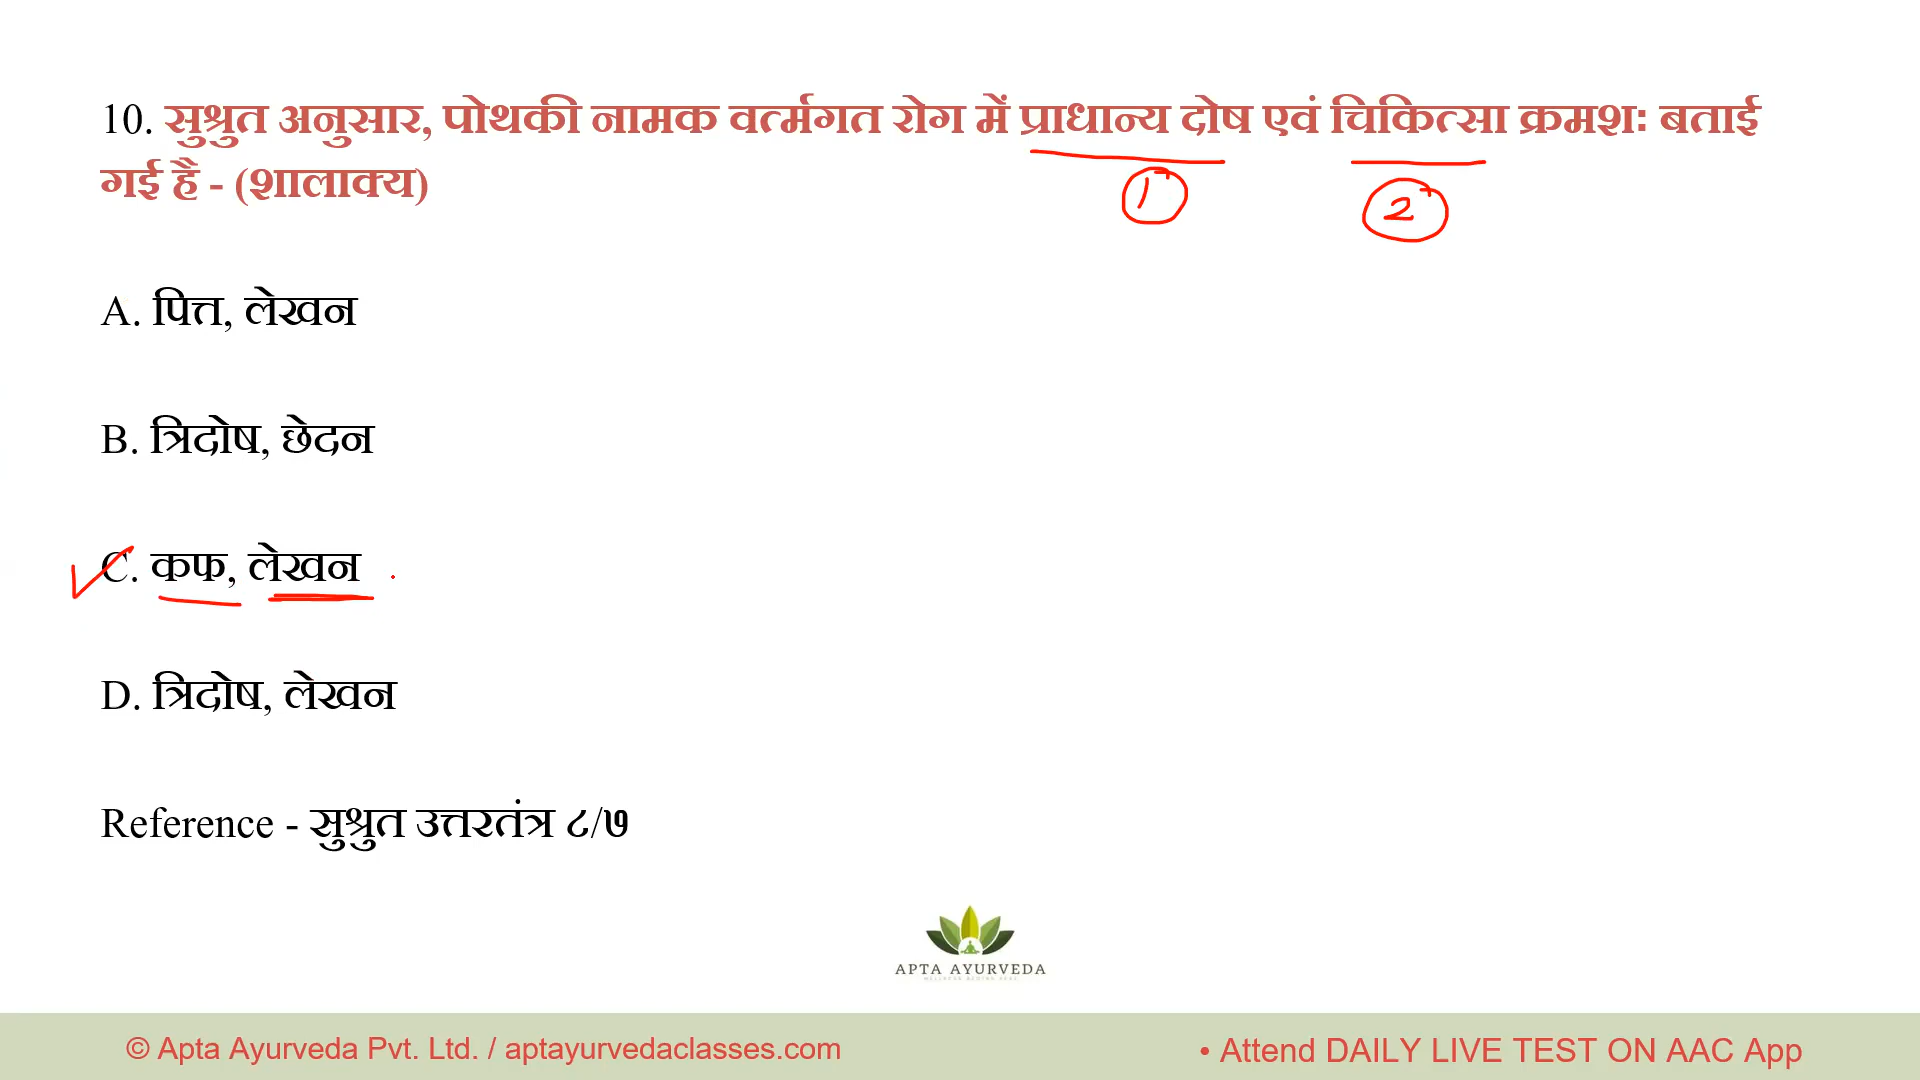 10. सुश्रुत अनुसार, पोथकी नामक वर्त्मगत रोग में प्राधान्य दोष एवं चिकित्सा क्रमशः बताई
गई है - (शालाक्य)
1
2
A. पित्त, लेखन
B. त्रिदोष, छेदन
C. कफ, लेखन
D. त्रिदोष, लेखन
Reference - सुश्रुत उत्तरतंत्र ८/७
APTA AYURVEDA
© Apta Ayurveda Pvt. Ltd. / aptayurvedaclasses.com
• Attend DAILY LIVE TEST ON AAC App